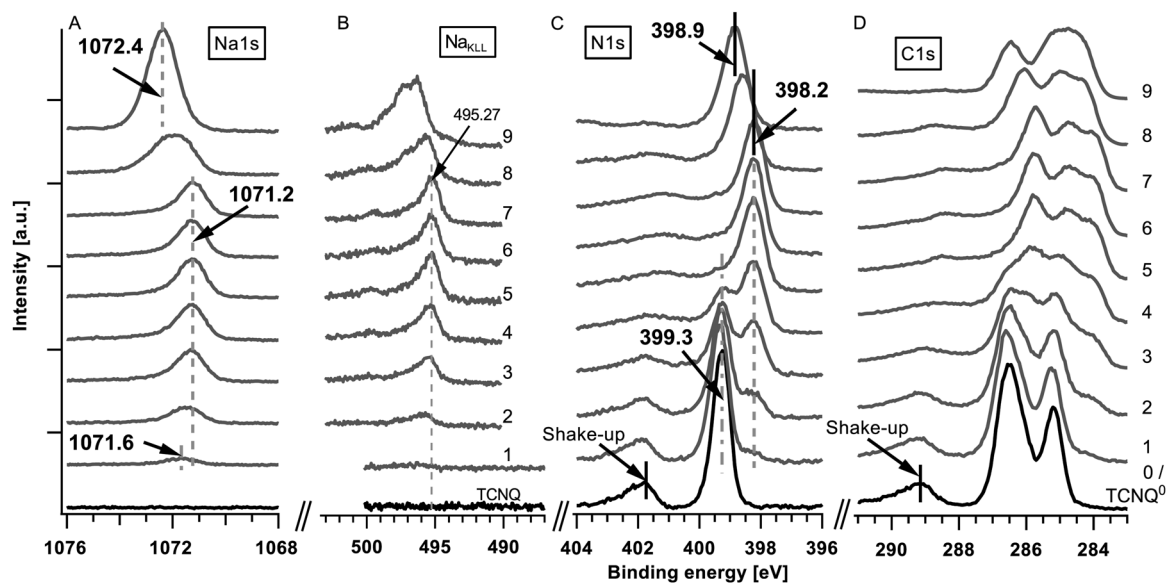 A
Na1s
B
NaKLL
C
N1s
D
C1s
1072.4
1071.2
1071.6
495.27
398.9
398.2
399.3
Shake-up
Shake-up
9
8
7
6
5
4
3
2
1
TCNQ
9
8
7
6
5
4
3
2
1
0 /
TCNQ0
Intensity [a.u.]
1076
1072
1068
500
495
490
404
402
400
398
396
290
288
286
284
Binding energy [eV]